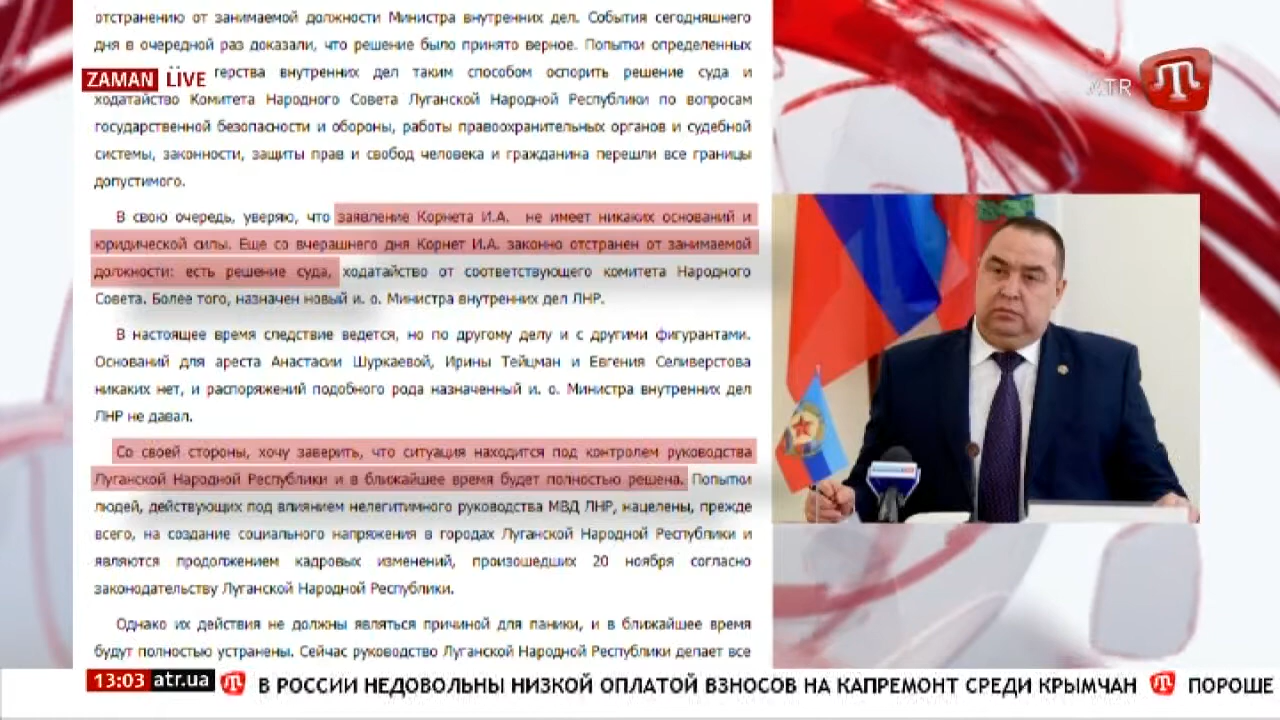 отстранению от занимаемой должности Министра внутренних дел. События сегодняшнего
дня в очередной раз доказали, что решение было принято верное. Попытки определенных
ZAMAN LIVE
герства внутренних дел таким способом оспорить решение суда и
ATR
ходатайство Комитета Народного Совета Луганской Народной Республики по вопросам
государственной безопасности и обороны, работы правоохранительных органов и судебной
системы, законности, защиты прав и свобод человека и гражданина перешли все границы
допустимого.
В свою очередь, уверяю, что заявление Корнета И.А. не имеет никаких оснований и
юридической силы. Еще со вчерашнего дня Корнет И.А. законно отстранен от занимаемой
должности: есть решение суда, ходатайство от соответствующего комитета Народного
Совета. Более того, назначен новый и. о. Министра внутренних дел ЛНР.
В настоящее время следствие ведется, но по другому делу и с другими фигурантами.
Оснований для ареста Анастасии Шуркаевой, Ирины Тейцман и Евгения Селиверстова
никаких нет, и распоряжений подобного рода назначенный и. о. Министра внутренних дел
ЛНР не давал.
Со своей стороны, хочу заверить, что ситуация находится под контролем руководства
Луганской Народной Республики и в ближайшее время будет полностью решена. Попытки
людей, действующих под влиянием нелегитимного руководства МВД ЛНР, нацелены, прежде
всего, на создание социального напряжения в городах Луганской Народной Республики и
являются продолжением кадровых изменений, произошедших 20 ноября согласно
законодательству Луганской Народной Республики.
Однако их действия не должны являться причиной для паники, и в ближайшее время
будут полностью устранены. Сейчас руководство Луганской Народной Республики делает все
13:03 atr.ua В РОССИИ НЕДОВОЛЬНЫ НИЗКОЙ ОПЛАТОЙ ВЗНОСОВ НА КАПРЕМОНТ СРЕДИ КРЫМЧАН ПОРОШЕ